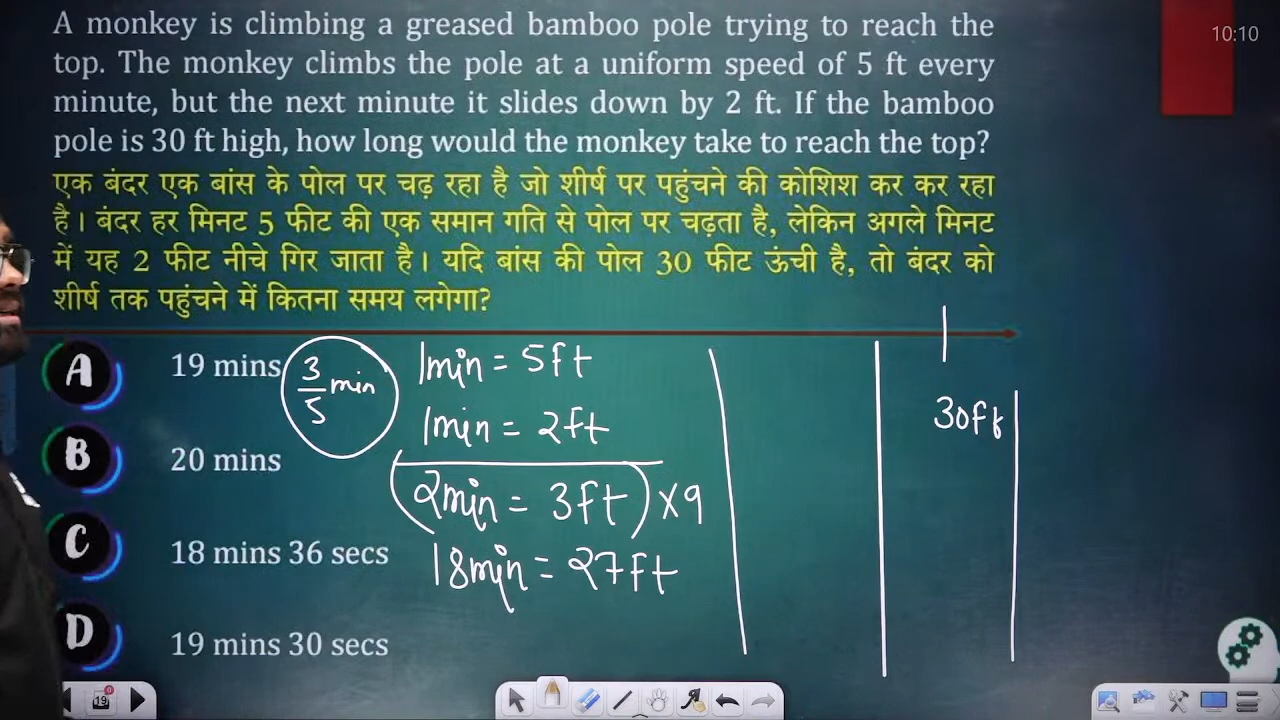 A monkey is climbing a greased bamboo pole trying to reach the
top. The monkey climbs the pole at a uniform speed of 5 ft every
minute, but the next minute it slides down by 2 ft. If the bamboo
pole is 30 ft high, how long would the monkey take to reach the top?
एक बंदर एक बांस के पोल पर चढ़ रहा है जो शीर्ष पर पहुंचने की कोशिश कर कर रहा
है। बंदर हर मिनट 5 फीट की एक समान गति से पोल पर चढ़ता है, लेकिन अगले मिनट
में यह 2 फीट नीचे गिर जाता है। यदि बांस की पोल 30 फीट ऊंची है, तो बंदर को
शीर्ष तक पहुंचने में कितना समय लगेगा?
10:10
A 19 mins
B 20 mins
C 18 mins 36 secs
D 19 mins 30 secs
3/5 min
1min = 5ft
1min = 2ft
(2min = 3ft) ×9
18min = 27ft
30ft
19